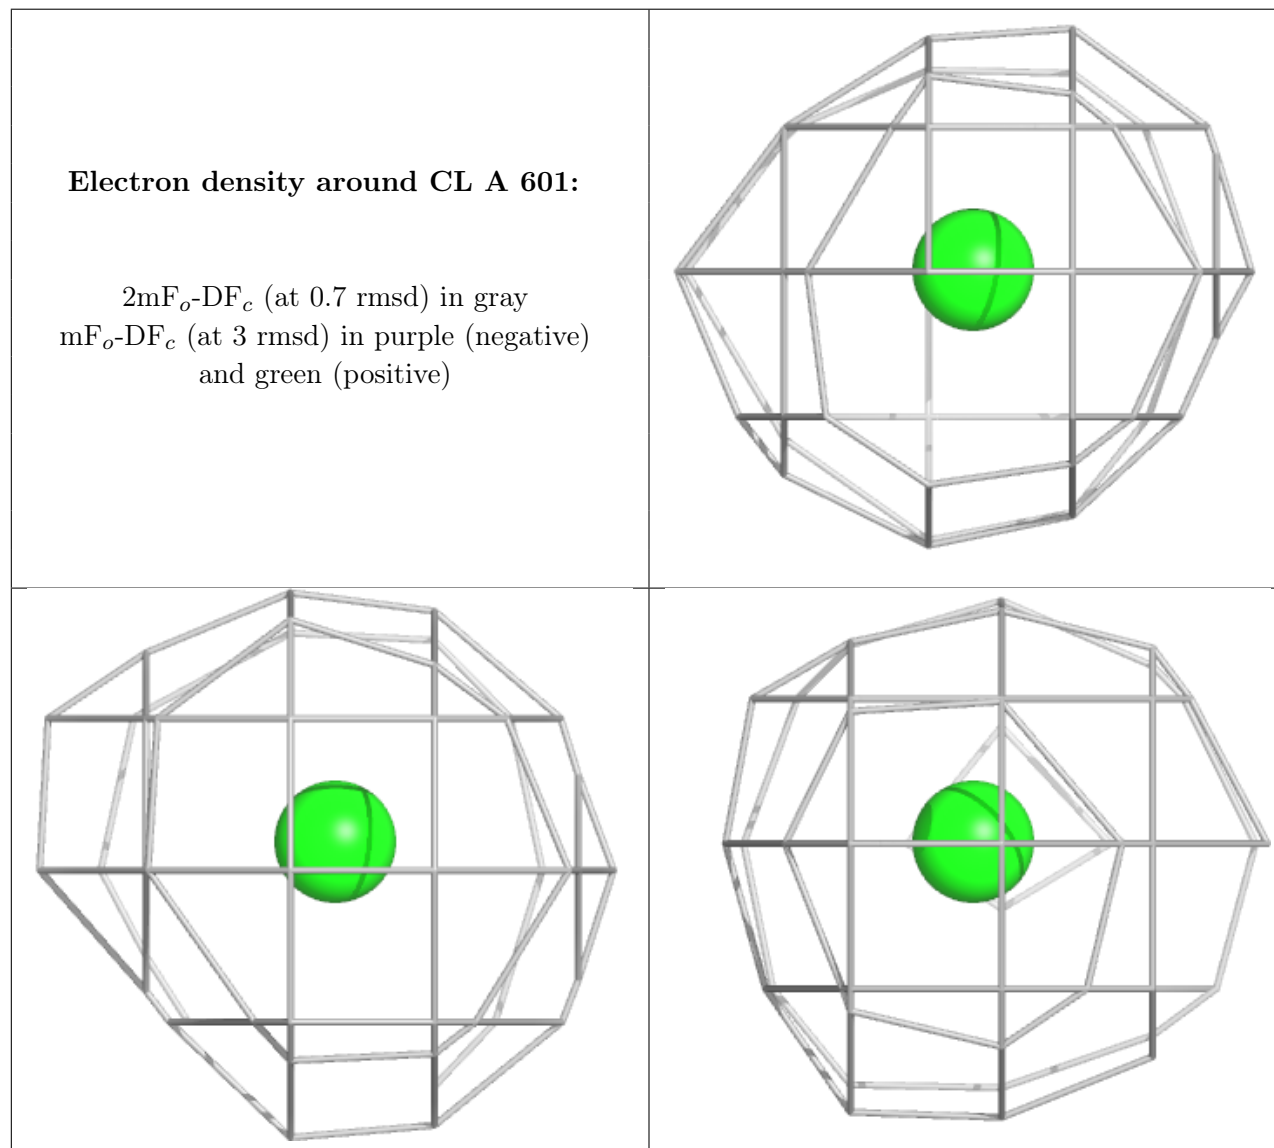 Electron density around CL A 601:
2mFo-DFc (at 0.7 rmsd) in gray
mFo-DFc (at 3 rmsd) in purple (negative)
and green (positive)